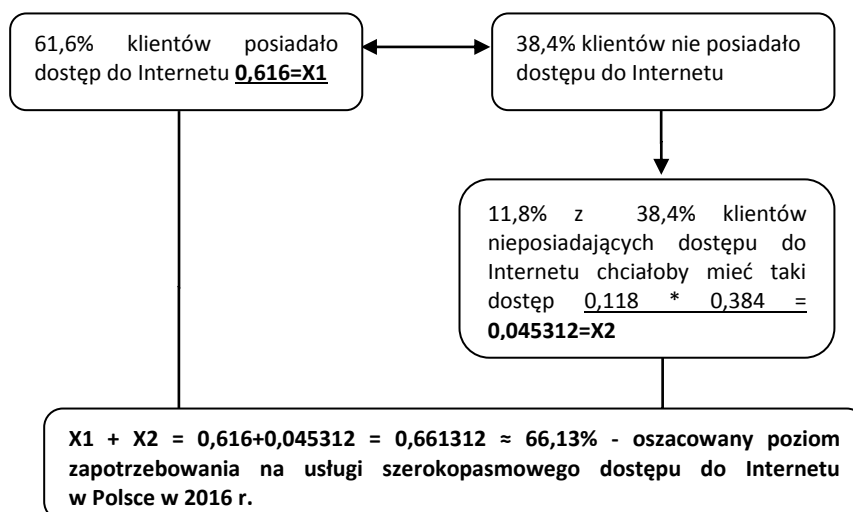 61,6% klientów posiadało
dostęp do Internetu 0,616=X1
38,4% klientów nie posiadało
dostępu do Internetu
11,8% z 38,4% klientów
nieposiadających dostępu do
Internetu chciałoby mieć taki
dostęp 0,118 * 0,384 =
0,045312=X2
X1 + X2 = 0,616+0,045312 = 0,661312 ≈ 66,13% - oszacowany poziom
zapotrzebowania na usługi szerokopasmowego dostępu do Internetu
w Polsce w 2016 r.